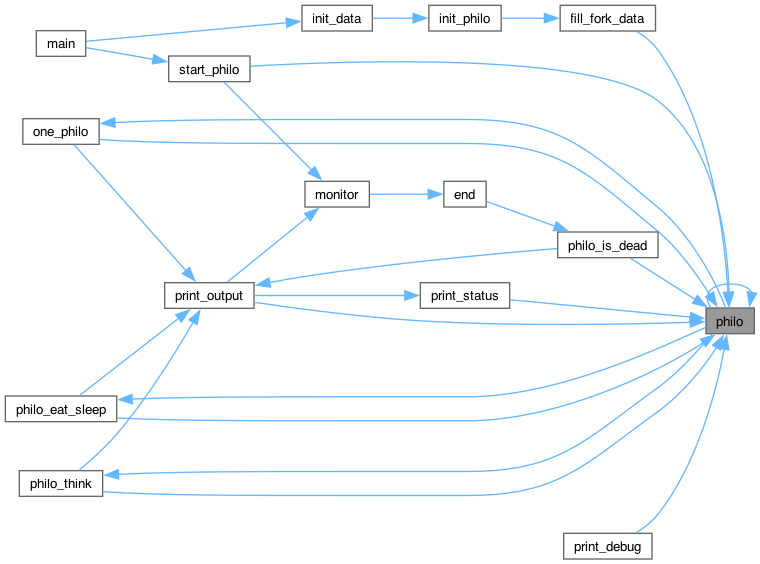 init_data
init_philo
fill_fork_data
main
start_philo
one_philo
monitor
end
philo_is_dead
print_output
print_status
philo
philo_eat_sleep
philo_think
print_debug